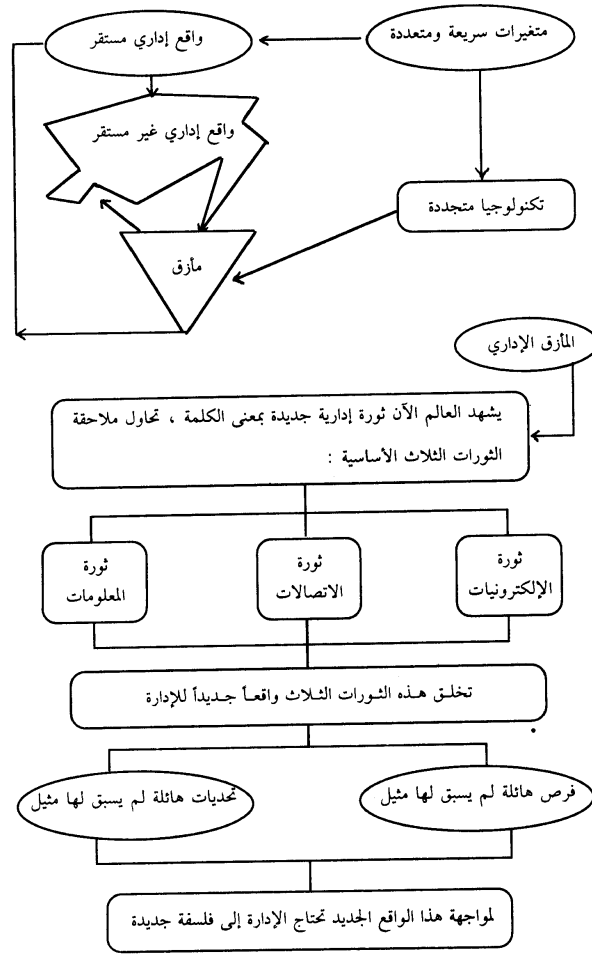 متغيرات سريعة ومتعددة
واقع إداري مستقر
واقع إداري غير مستقر
تكنولوجيا متجددة
مأزق
المأزق الإداري
يشهد العالم الآن ثورة إدارية جديدة بمعنى الكلمة ، تحاول ملاحقة
الثورات الثلاث الأساسية :
ثورة
الإلكترونيات
ثورة
الاتصالات
ثورة
المعلومات
تخلق هذه الثورات الثلاث واقعاً جديداً للإدارة
فرص هائلة لم يسبق لها مثيل
تحديات هائلة لم يسبق لها مثيل
لمواجهة هذا الواقع الجديد تحتاج الإدارة إلى فلسفة جديدة